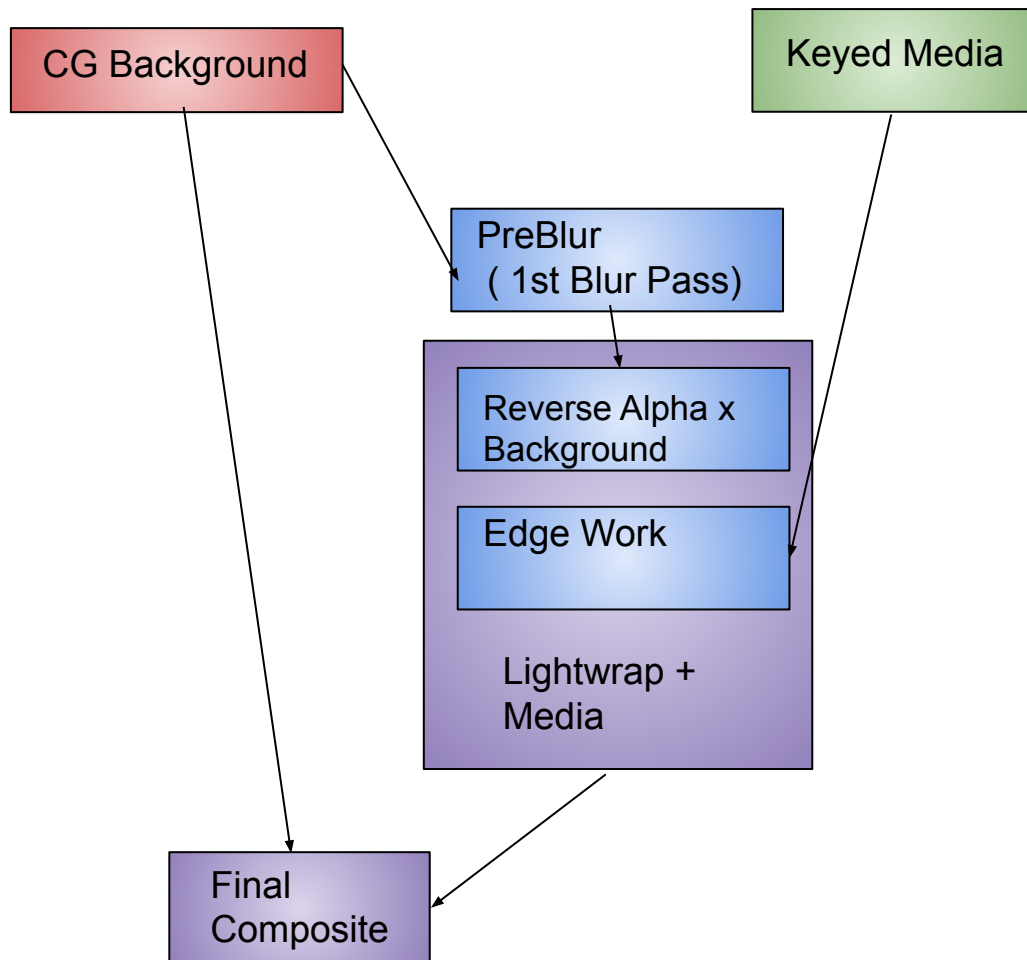 CG Background
Keyed Media
PreBlur
( 1st Blur Pass)
Reverse Alpha x
Background
Edge Work
Lightwrap +
Media
Final
Composite